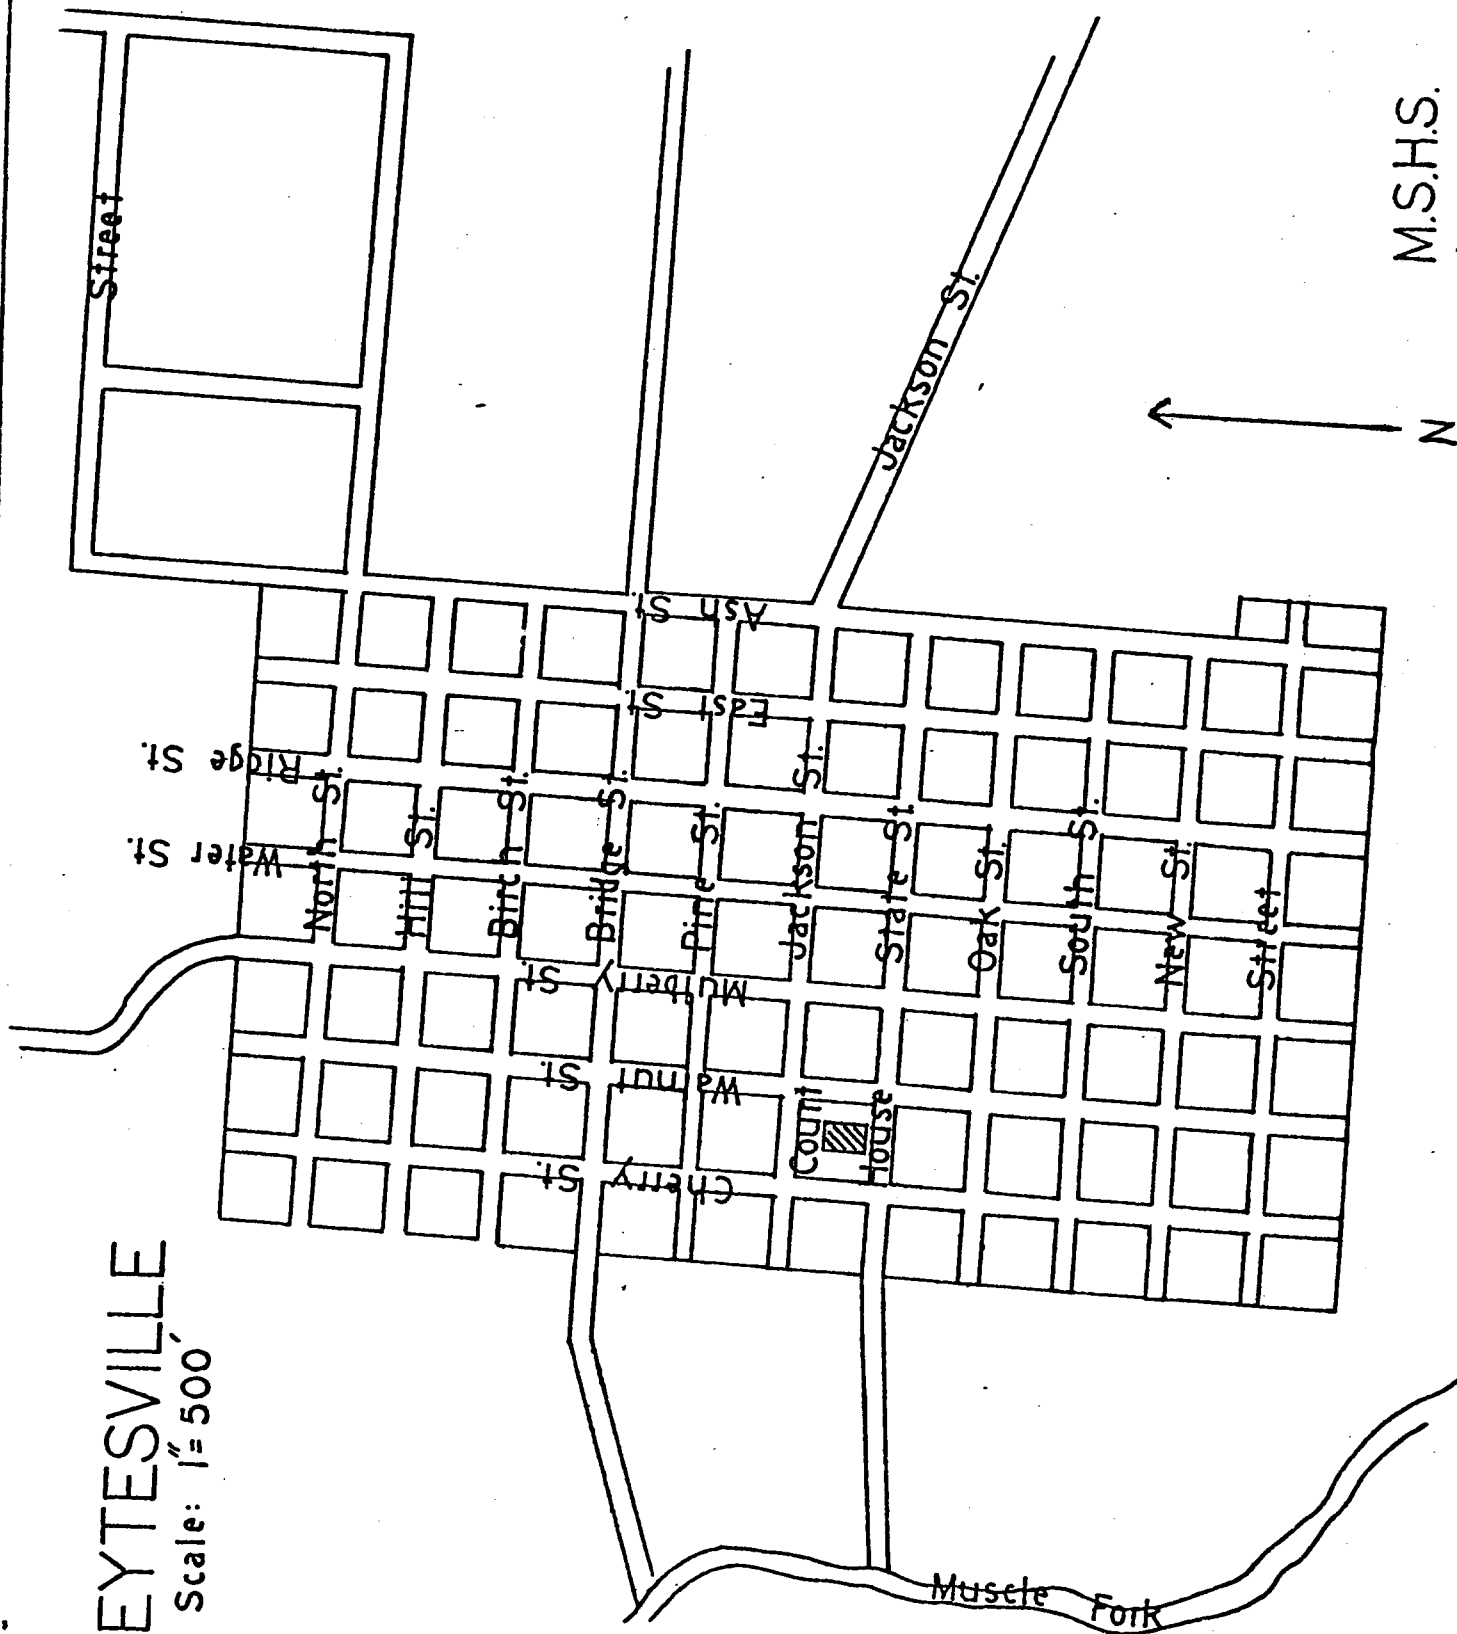 EYTESVILLE
Scale: 1"= 500'
Street
North St.
Hill St.
Birch St.
Bridge St.
Pine St.
Jackson St.
State St
Oak St.
South St.
New St.
Street
Jackson St.
Ash St.
East St.
Ridge St.
Water St.
Mulberry St.
Walnut St.
Cherry St.
Count
House
Muscle Fork
N
M.S.H.S.